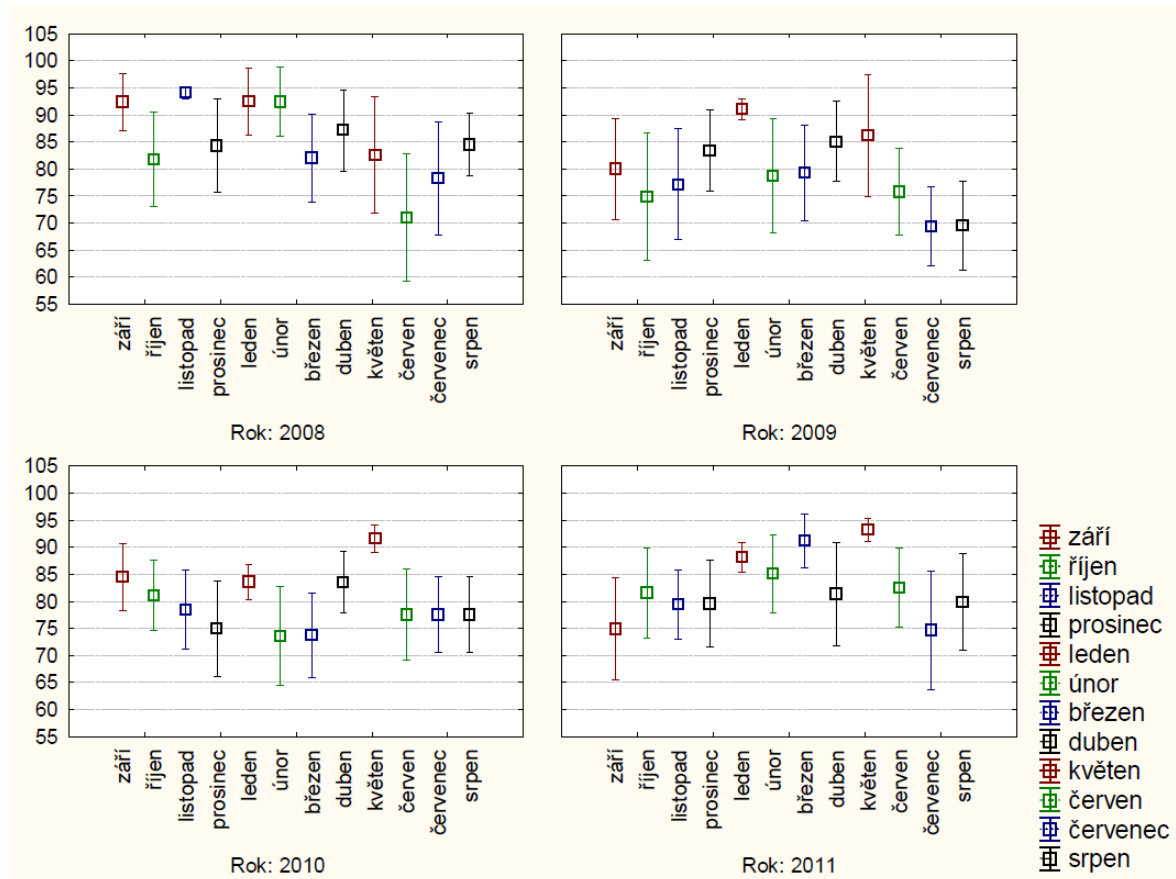 105
100
95
90
85
80
75
70
65
60
55
září
říjen
listopad
prosinec
leden
únor
březen
duben
květen
červen
červenec
srpen
Rok: 2008
září
říjen
listopad
prosinec
leden
únor
březen
duben
květen
červen
červenec
srpen
Rok: 2009
105
100
95
90
85
80
75
70
65
60
55
září
říjen
listopad
prosinec
leden
únor
březen
duben
květen
červen
červenec
srpen
Rok: 2010
září
říjen
listopad
prosinec
leden
únor
březen
duben
květen
červen
červenec
srpen
Rok: 2011
září
říjen
listopad
prosinec
leden
únor
březen
duben
květen
červen
červenec
srpen